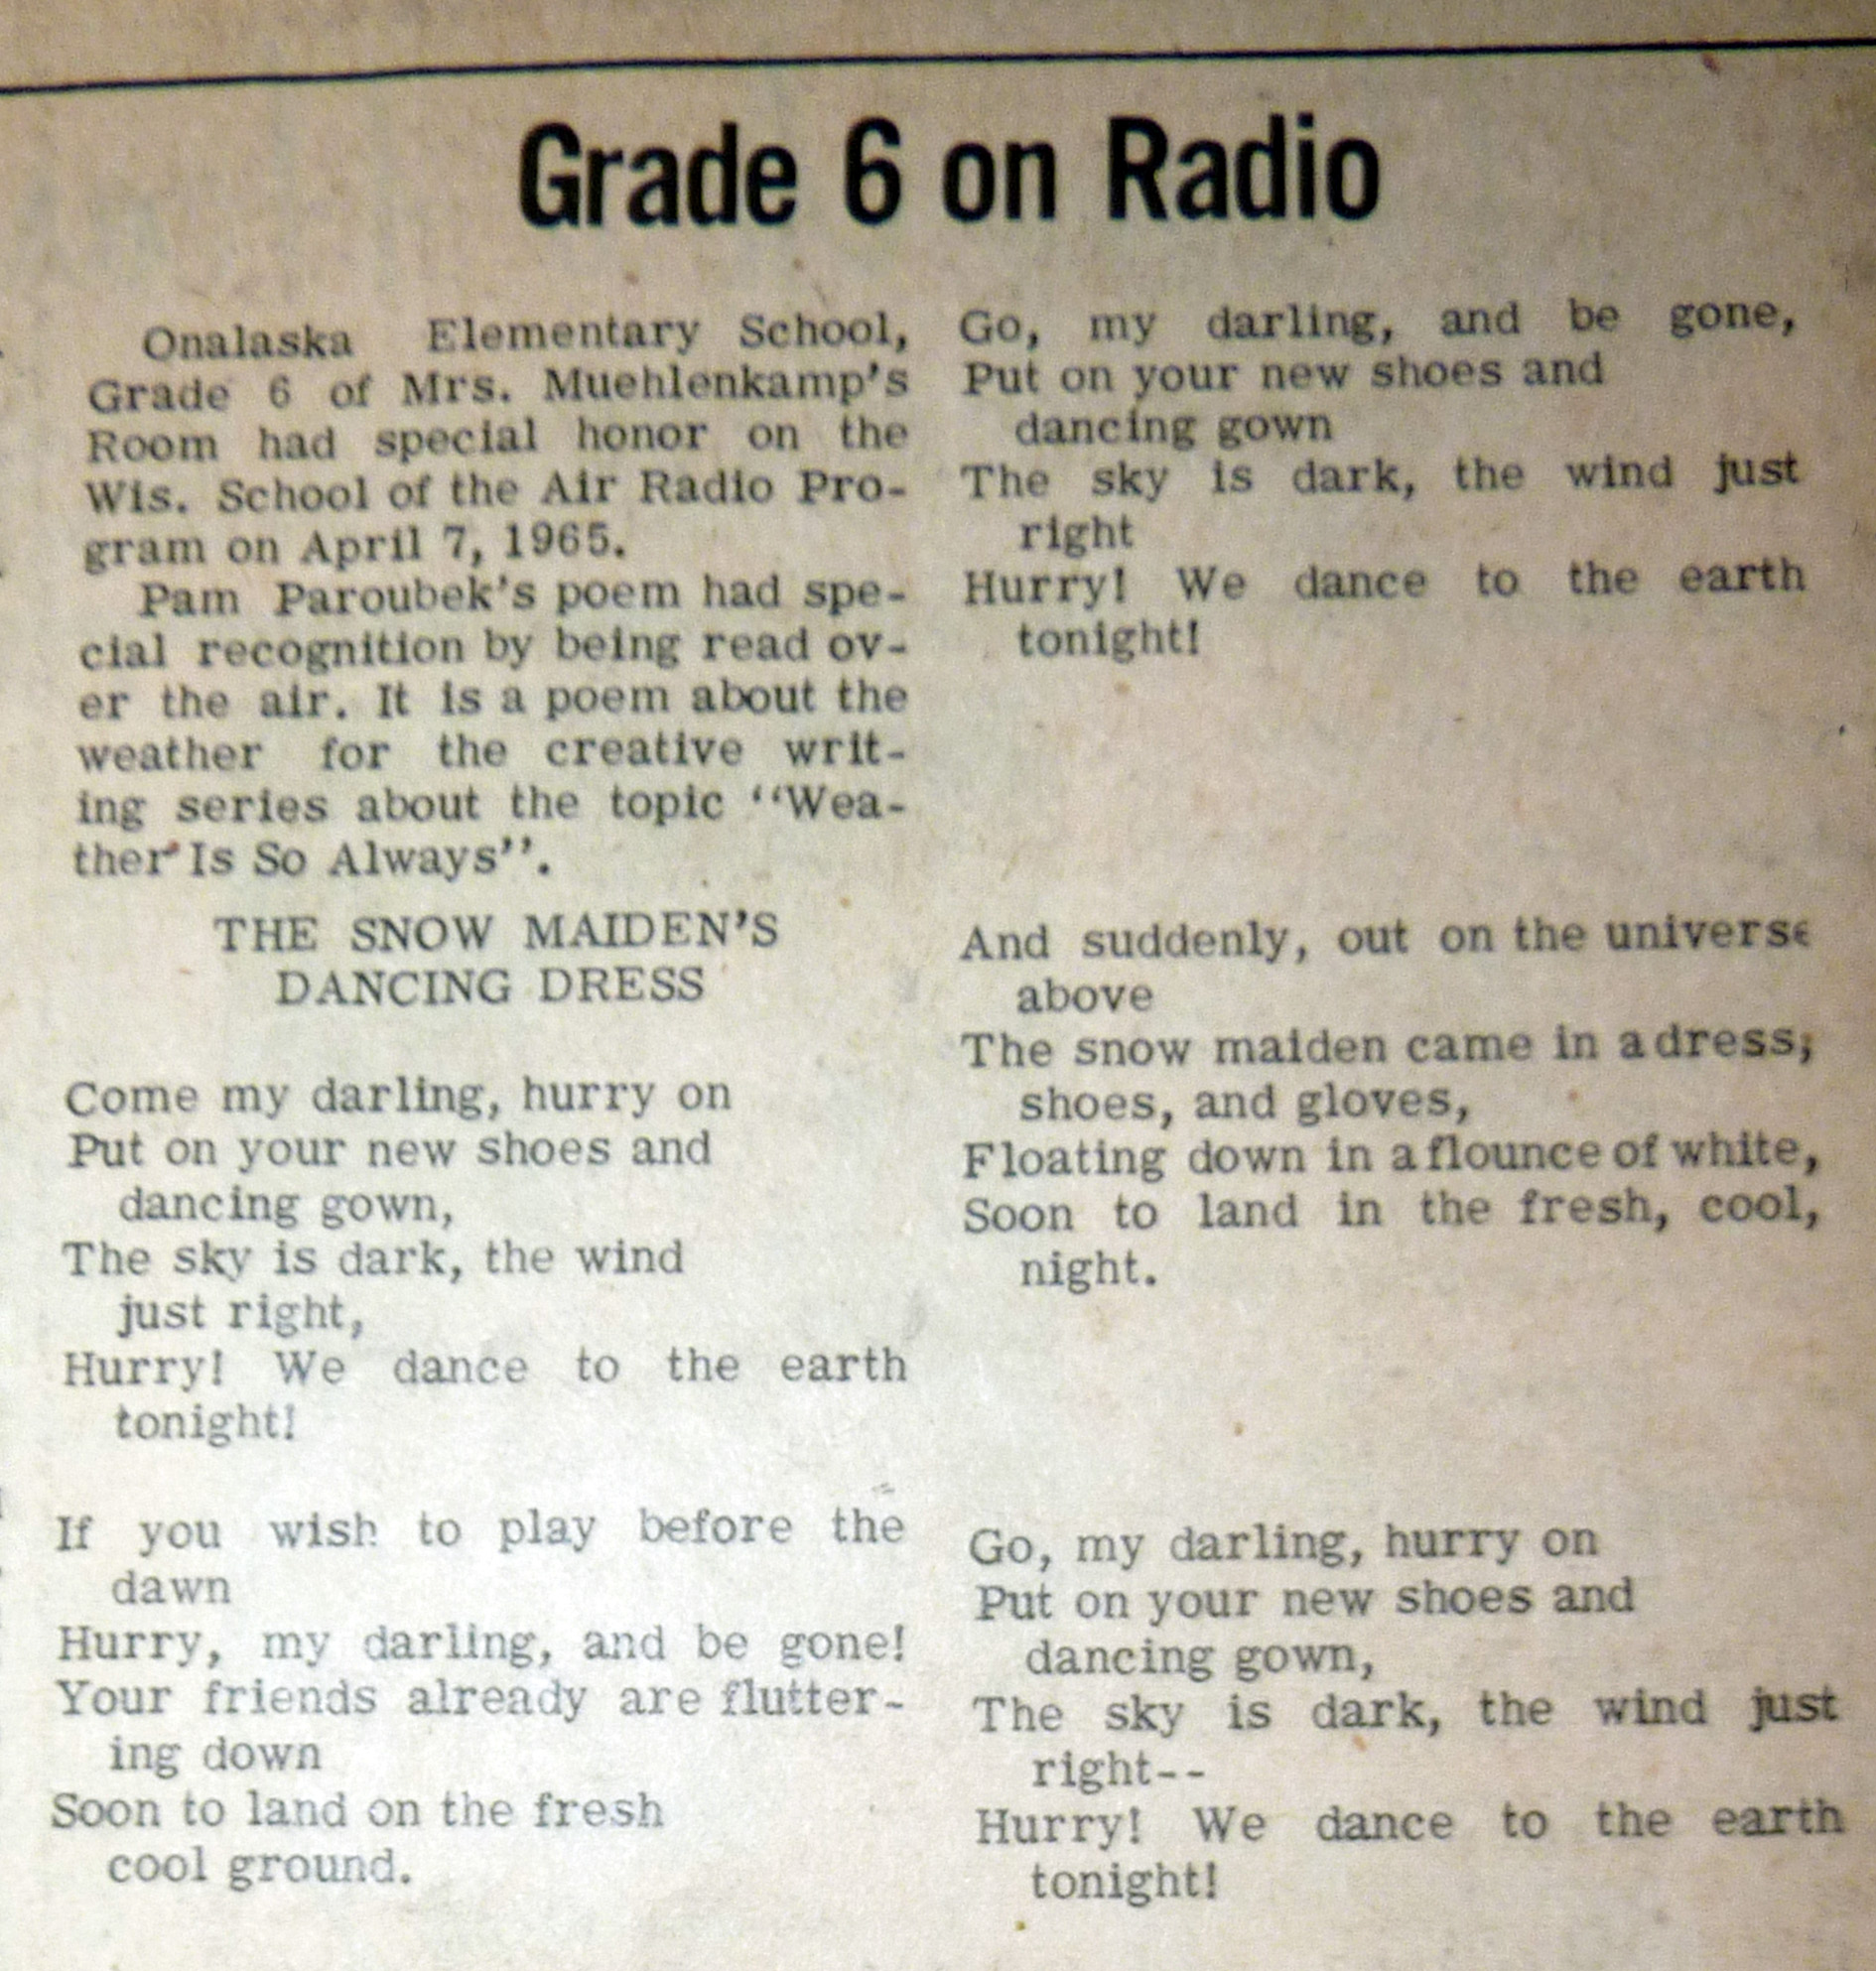 Grade 6 on Radio
Onalaska Elementary School,
Grade 6 of Mrs. Muehlenkamp's
Room had special honor on the
Wis. School of the Air Radio Pro-
gram on April 7, 1965.
Pam Paroubek's poem had spe-
cial recognition by being read ov-
er the air. It is a poem about the
weather for the creative writ-
ing series about the topic "Wea-
ther Is So Always".
THE SNOW MAIDEN'S
DANCING DRESS
Come my darling, hurry on
Put on your new shoes and
dancing gown,
The sky is dark, the wind
just right,
Hurry! We dance to the earth
tonight!
If you wish to play before the
dawn
Hurry, my darling, and be gone!
Your friends already are flutter-
ing down
Soon to land on the fresh
cool ground.
Go, my darling, and be gone,
Put on your new shoes and
dancing gown
The sky is dark, the wind just
right
Hurry! We dance to the earth
tonight!
And suddenly, out on the universe
above
The snow maiden came in a dress,
shoes, and gloves,
Floating down in a flounce of white,
Soon to land in the fresh, cool,
night.
Go, my darling, hurry on
Put on your new shoes and
dancing gown,
The sky is dark, the wind just
right--
Hurry! We dance to the earth
tonight!